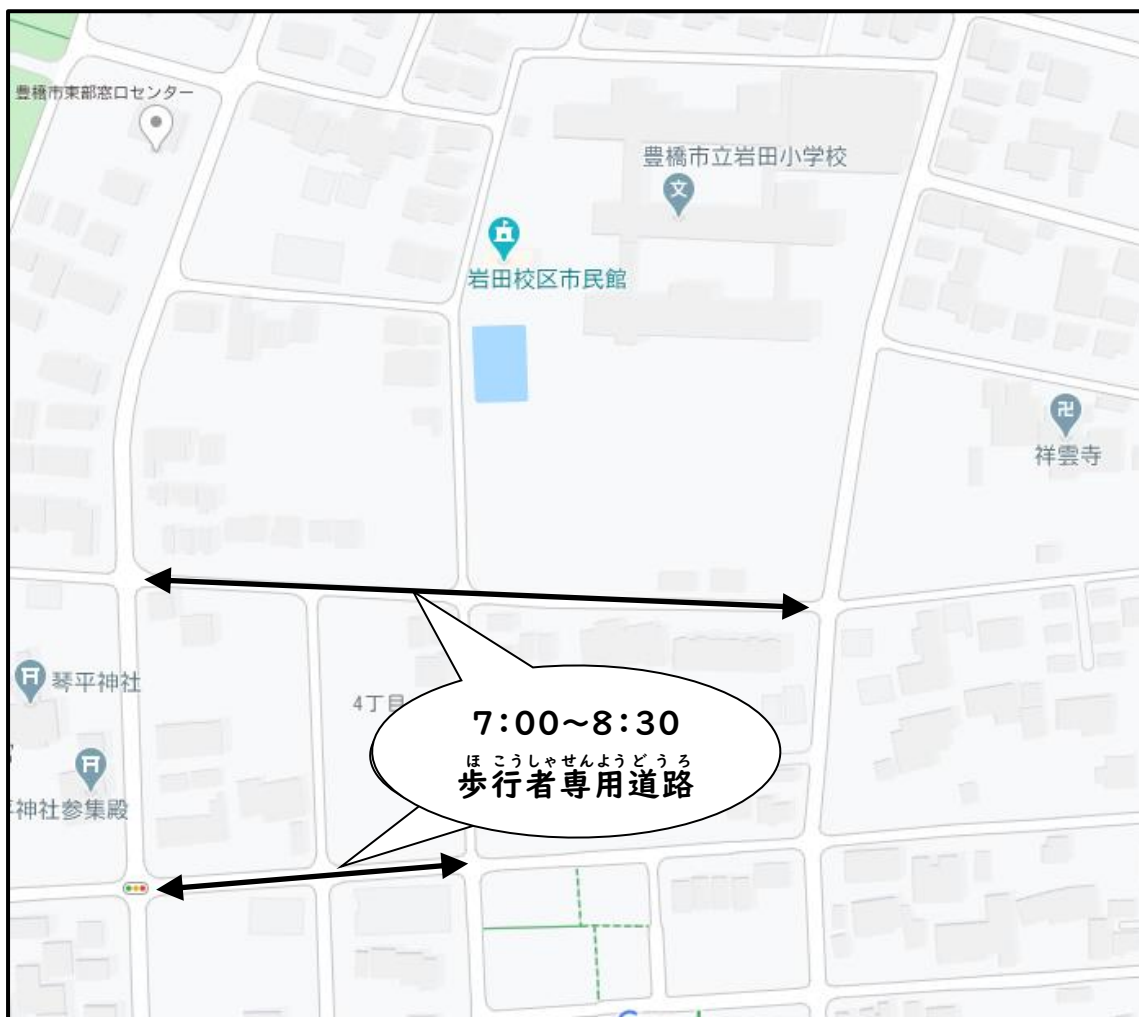 豊橋市東部窓口センター
豊橋市立岩田小学校
文
岩田校区市民館
卍
祥雲寺
琴平神社
4丁目
7:00～8:30
ほこうしゃせんようどうろ
歩行者専用道路
神社参集殿